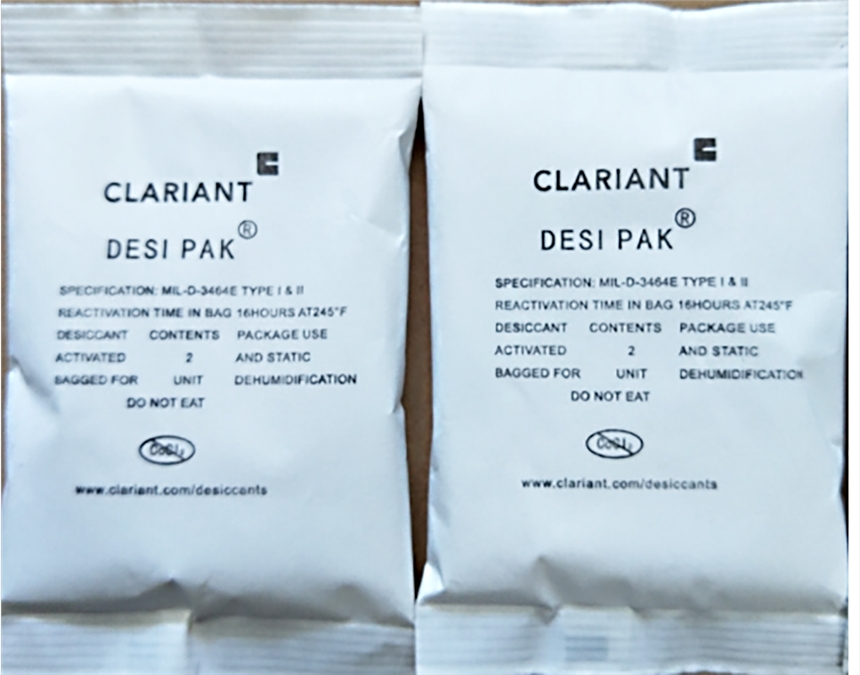 CLARIANT
DESI PAK®
SPECIFICATION: MIL-D-3464E TYPE I & II
REACTIVATION TIME IN BAG 16HOURS AT245°F
DESICCANT CONTENTS PACKAGE USE
ACTIVATED 2 AND STATIC
BAGGED FOR UNIT DEHUMIDIFICATION
DO NOT EAT
CoCl₂
www.clariant.com/desiccants
CLARIANT
DESI PAK®
SPECIFICATION: MIL-D-3464E TYPE I & II
REACTIVATION TIME IN BAG 16HOURS AT245°F
DESICCANT CONTENTS PACKAGE USE
ACTIVATED 2 AND STATIC
BAGGED FOR UNIT DEHUMIDIFICATION
DO NOT EAT
CoCl₂
www.clariant.com/desiccants